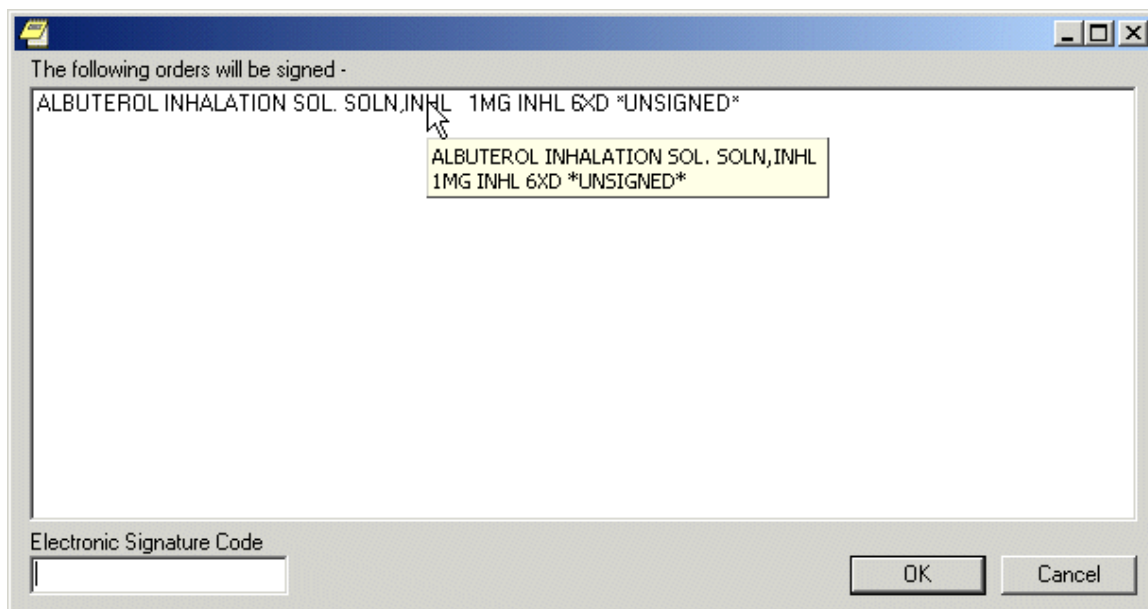 The following orders will be signed -
ALBUTEROL INHALATION SOL. SOLN,INHL   1MG INHL 6XD *UNSIGNED*
ALBUTEROL INHALATION SOL. SOLN,INHL
1MG INHL 6XD *UNSIGNED*
Electronic Signature Code
OK Cancel